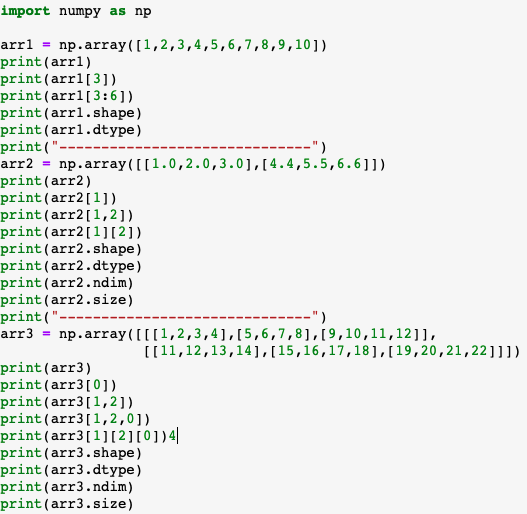 import numpy as np
arr1 = np.array([1,2,3,4,5,6,7,8,9,10])
print(arr1)
print(arr1[3])
print(arr1[3:6])
print(arr1.shape)
print(arr1.dtype)
print("------------------------------")
arr2 = np.array([[1.0,2.0,3.0],[4.4,5.5,6.6]])
print(arr2)
print(arr2[1])
print(arr2[1,2])
print(arr2[1][2])
print(arr2.shape)
print(arr2.dtype)
print(arr2.ndim)
print(arr2.size)
print("------------------------------")
arr3 = np.array([[[1,2,3,4],[5,6,7,8],[9,10,11,12]],
[[11,12,13,14],[15,16,17,18],[19,20,21,22]]])
print(arr3)
print(arr3[0])
print(arr3[1,2])
print(arr3[1,2,0])
print(arr3[1][2][0])4
print(arr3.shape)
print(arr3.dtype)
print(arr3.ndim)
print(arr3.size)